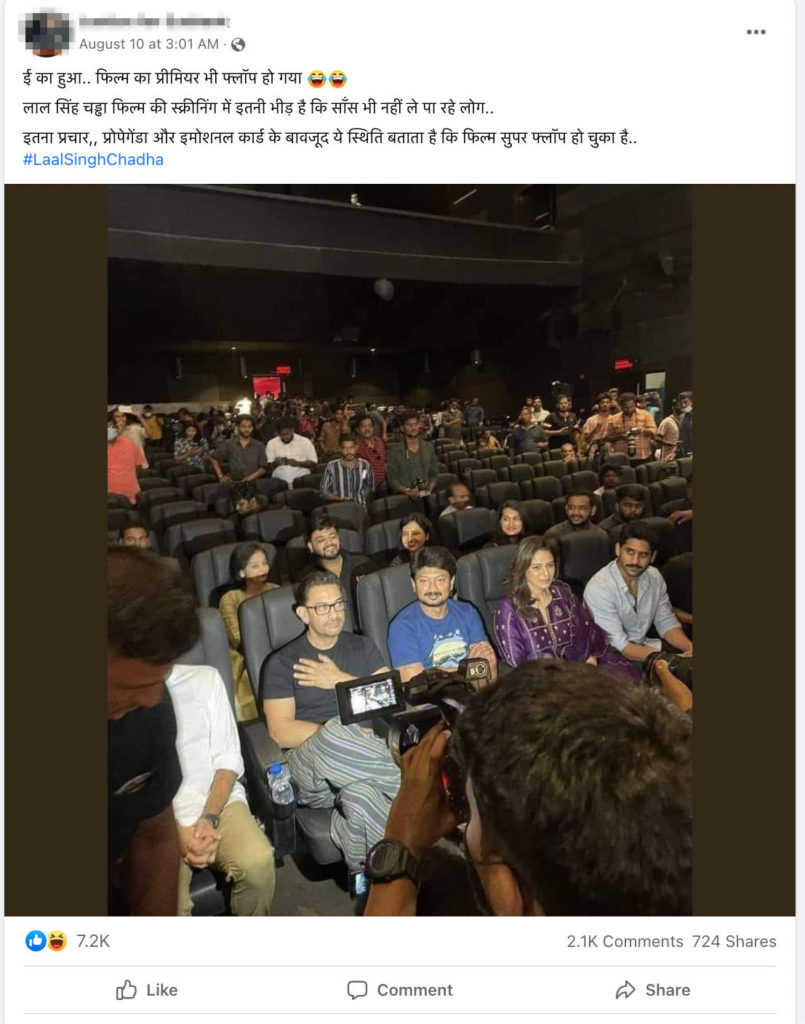 August 10 at 3:01 AM ·
ई का हुआ.. फिल्म का प्रीमियर भी फ्लॉप हो गया 😂😂
लाल सिंह चड्ढा फिल्म की स्क्रीनिंग में इतनी भीड़ है कि साँस भी नहीं ले पा रहे लोग..
इतना प्रचार,, प्रोपेगेंडा और इमोशनल कार्ड के बावजूद ये स्थिति बताता है कि फिल्म सुपर फ्लॉप हो चुका है..
#LaalSinghChadha
7.2K 2.1K Comments 724 Shares
Like Comment Share